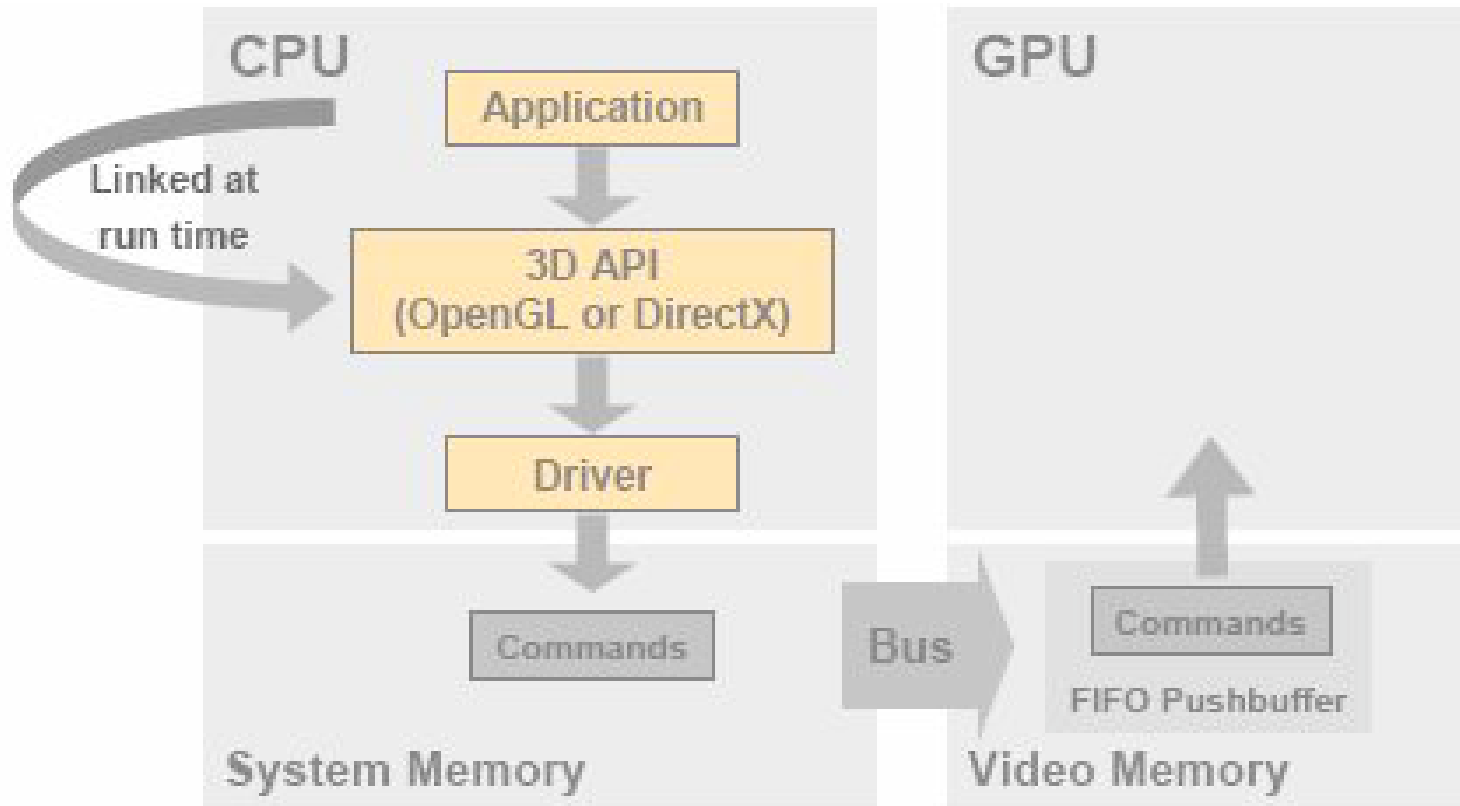 CPU
Application
Linked at
run time
3D API
(OpenGL or DirectX)
Driver
Commands
System Memory
Bus
GPU
Commands
FIFO Pushbuffer
Video Memory